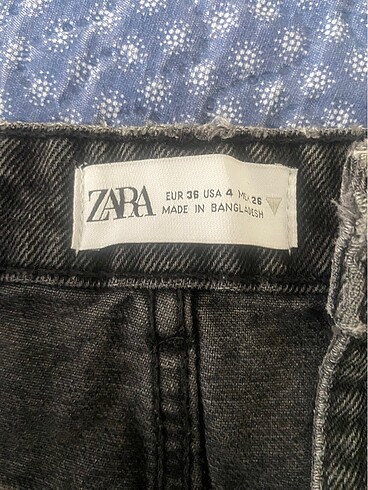 ZARA
EUR 36 USA 4 MEX 26
MADE IN BANGLADESH